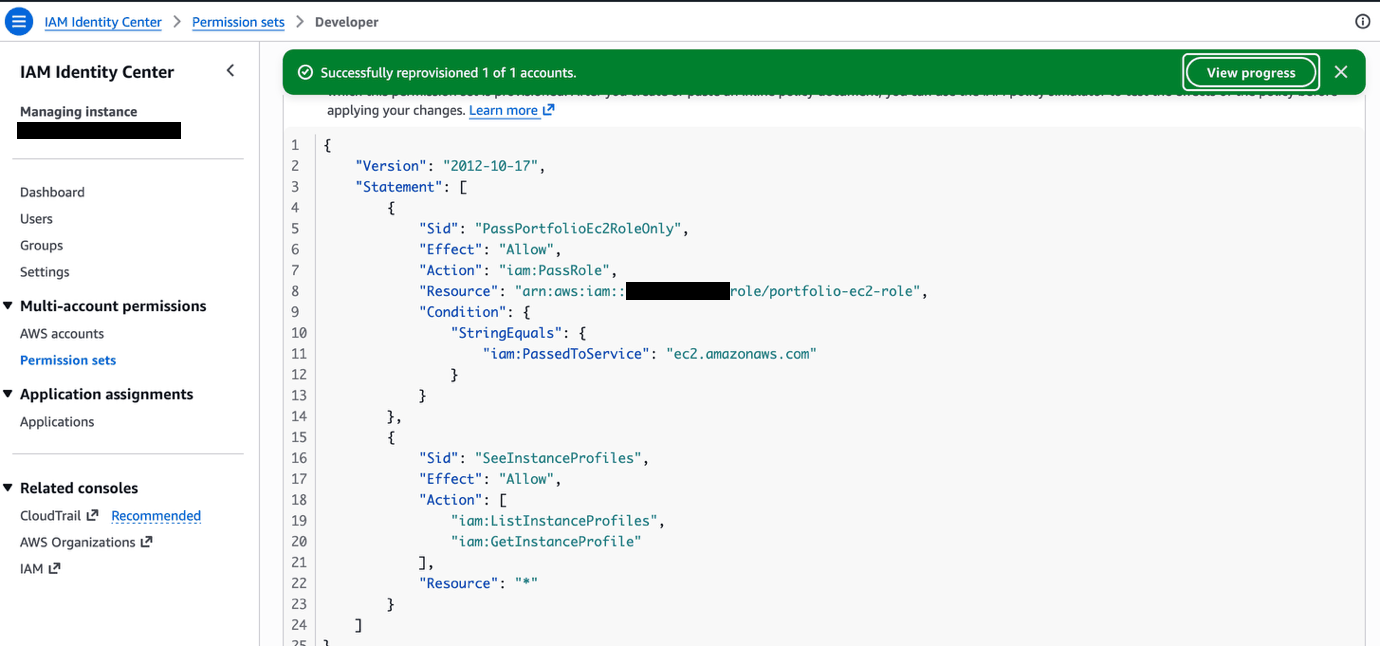 IAM Identity Center > Permission sets > Developer
IAM Identity Center
Managing instance
Dashboard
Users
Groups
Settings
Multi-account permissions
AWS accounts
Permission sets
Application assignments
Applications
Related consoles
CloudTrail Recommended
AWS Organizations
IAM
Successfully reprovisioned 1 of 1 accounts.
View progress
applying your changes. Learn more
1 {
2 "Version": "2012-10-17",
3 "Statement": [
4 {
5 "Sid": "PassPortfolioEc2RoleOnly",
6 "Effect": "Allow",
7 "Action": "iam:PassRole",
8 "Resource": "arn:aws:iam::role/portfolio-ec2-role",
9 "Condition": {
10 "StringEquals": {
11 "iam:PassedToService": "ec2.amazonaws.com"
12 }
13 }
14 },
15 {
16 "Sid": "SeeInstanceProfiles",
17 "Effect": "Allow",
18 "Action": [
19 "iam:ListInstanceProfiles",
20 "iam:GetInstanceProfile"
21 ],
22 "Resource": "*"
23 }
24 ]
25 }